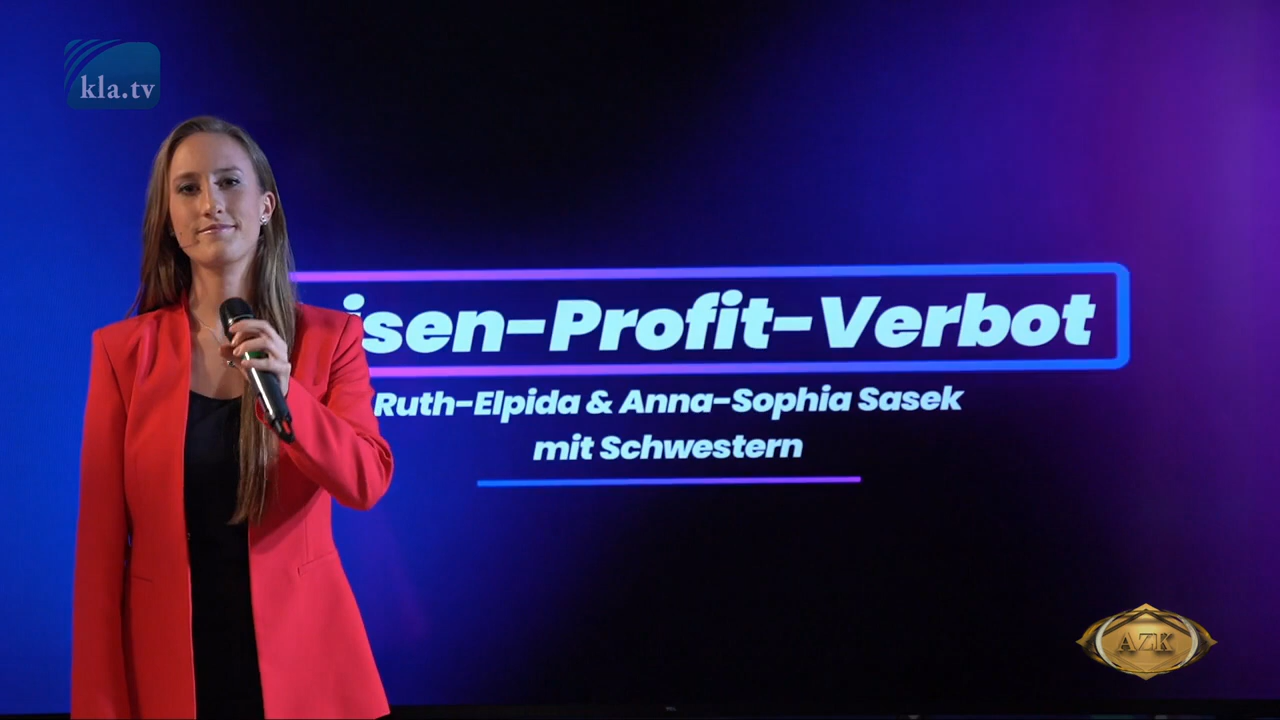 kla.tv
isen-Profit-Verbot
Ruth-Elpida & Anna-Sophia Sasek
mit Schwestern
AZK